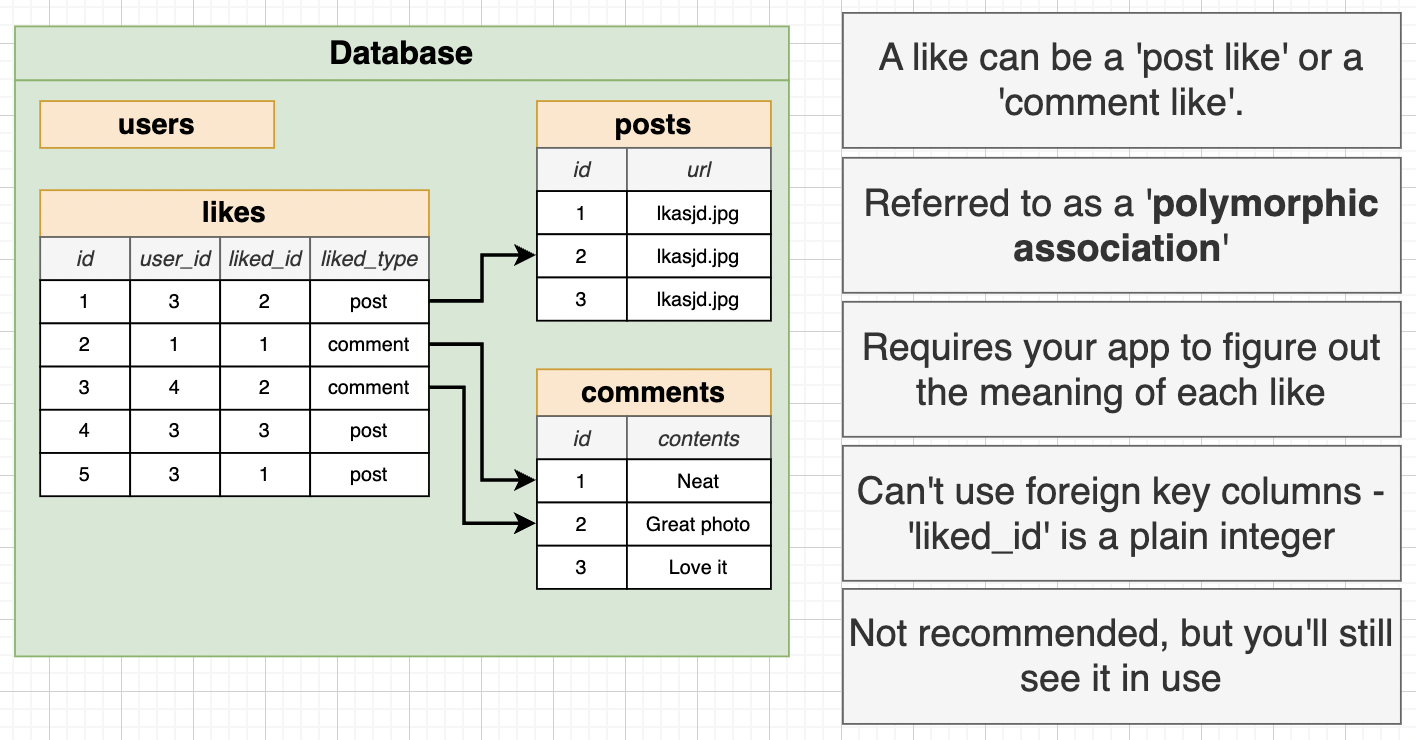 Database
users
likes
id user_id liked_id liked_type
1 3 2 post
2 1 1 comment
3 4 2 comment
4 3 3 post
5 3 1 post
posts
id url
1 lkasjd.jpg
2 lkasjd.jpg
3 lkasjd.jpg
comments
id contents
1 Neat
2 Great photo
3 Love it
A like can be a 'post like' or a
'comment like'.
Referred to as a 'polymorphic
association'
Requires your app to figure out
the meaning of each like
Can't use foreign key columns -
'liked_id' is a plain integer
Not recommended, but you'll still
see it in use